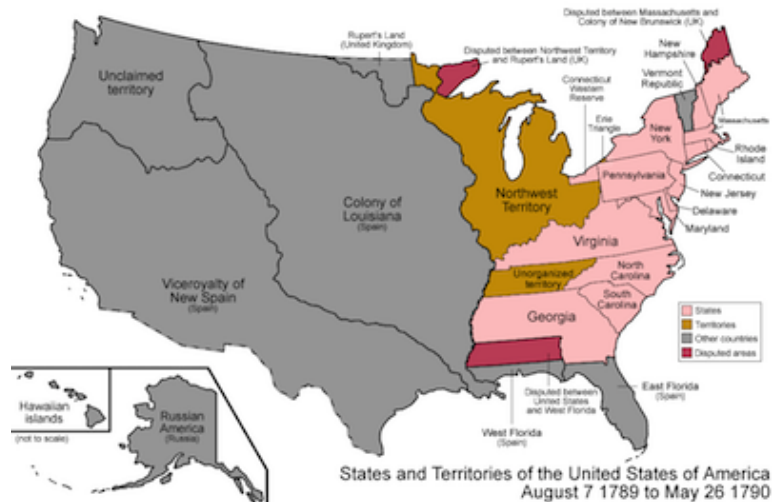 Disputed between Massachusetts and
Colony of New Brunswick (UK)
Rupert's Land
(United Kingdom)
Disputed between Northwest Territory
and Rupert's Land (UK)
New
Hampshire
Vermont
Republic
Connecticut
Western
Reserve
Erie
Triangle
Massachusetts
Unclaimed
territory
New
York
Rhode
Island
Connecticut
Pennsylvania
New Jersey
Delaware
Maryland
Northwest
Territory
Colony of
Louisiana
(Spain)
Virginia
Viceroyalty of
New Spain
(Spain)
Unorganized
territory
North
Carolina
South
Carolina
Georgia
States
Territories
Other countries
Disputed areas
East Florida
(Spain)
Disputed between
United States
and West Florida
West Florida
(Spain)
Hawaiian
islands
(not to scale)
Russian
America
(Russia)
States and Territories of the United States of America
August 7 1789 to May 26 1790